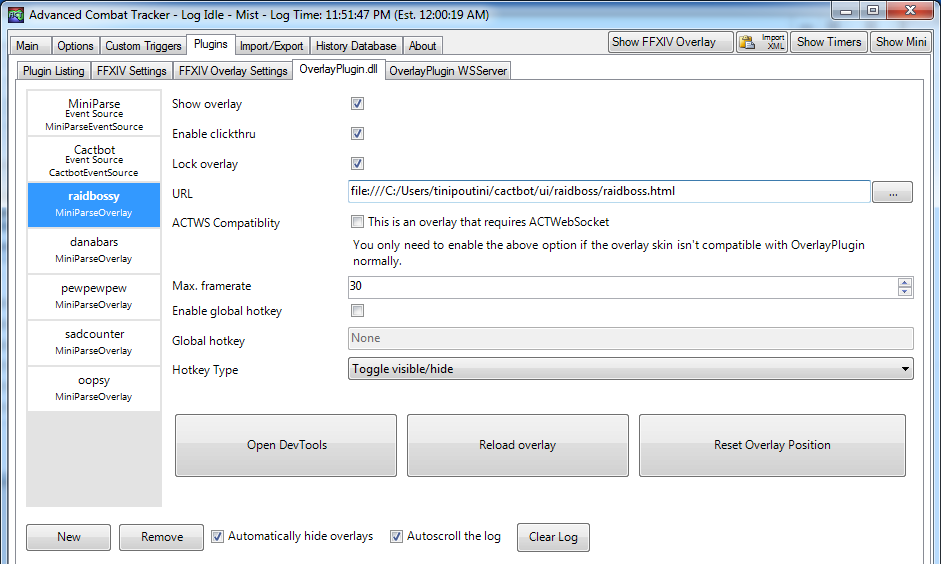 Advanced Combat Tracker - Log Idle - Mist - Log Time: 11:51:47 PM (Est. 12:00:19 AM)
Main Options Custom Triggers Plugins Import/Export History Database About Show FFXIV Overlay Import XML Show Timers Show Mini
Plugin Listing FFXIV Settings FFXIV Overlay Settings OverlayPlugin.dll OverlayPlugin WSServer
MiniParse
Event Source
MiniParseEventSource
Cactbot
Event Source
CactbotEventSource
raidbossy
MiniParseOverlay
danabars
MiniParseOverlay
pewpewpew
MiniParseOverlay
sadcounter
MiniParseOverlay
oopsy
MiniParseOverlay
Show overlay
Enable clickthru
Lock overlay
URL file:///C:/Users/tinipoutini/cactbot/ui/raidboss/raidboss.html ...
ACTWS Compatiblity This is an overlay that requires ACTWebSocket
You only need to enable the above option if the overlay skin isn't compatible with OverlayPlugin
normally.
Max. framerate 30
Enable global hotkey
Global hotkey None
Hotkey Type Toggle visible/hide
Open DevTools Reload overlay Reset Overlay Position
New Remove Automatically hide overlays Autoscroll the log Clear Log